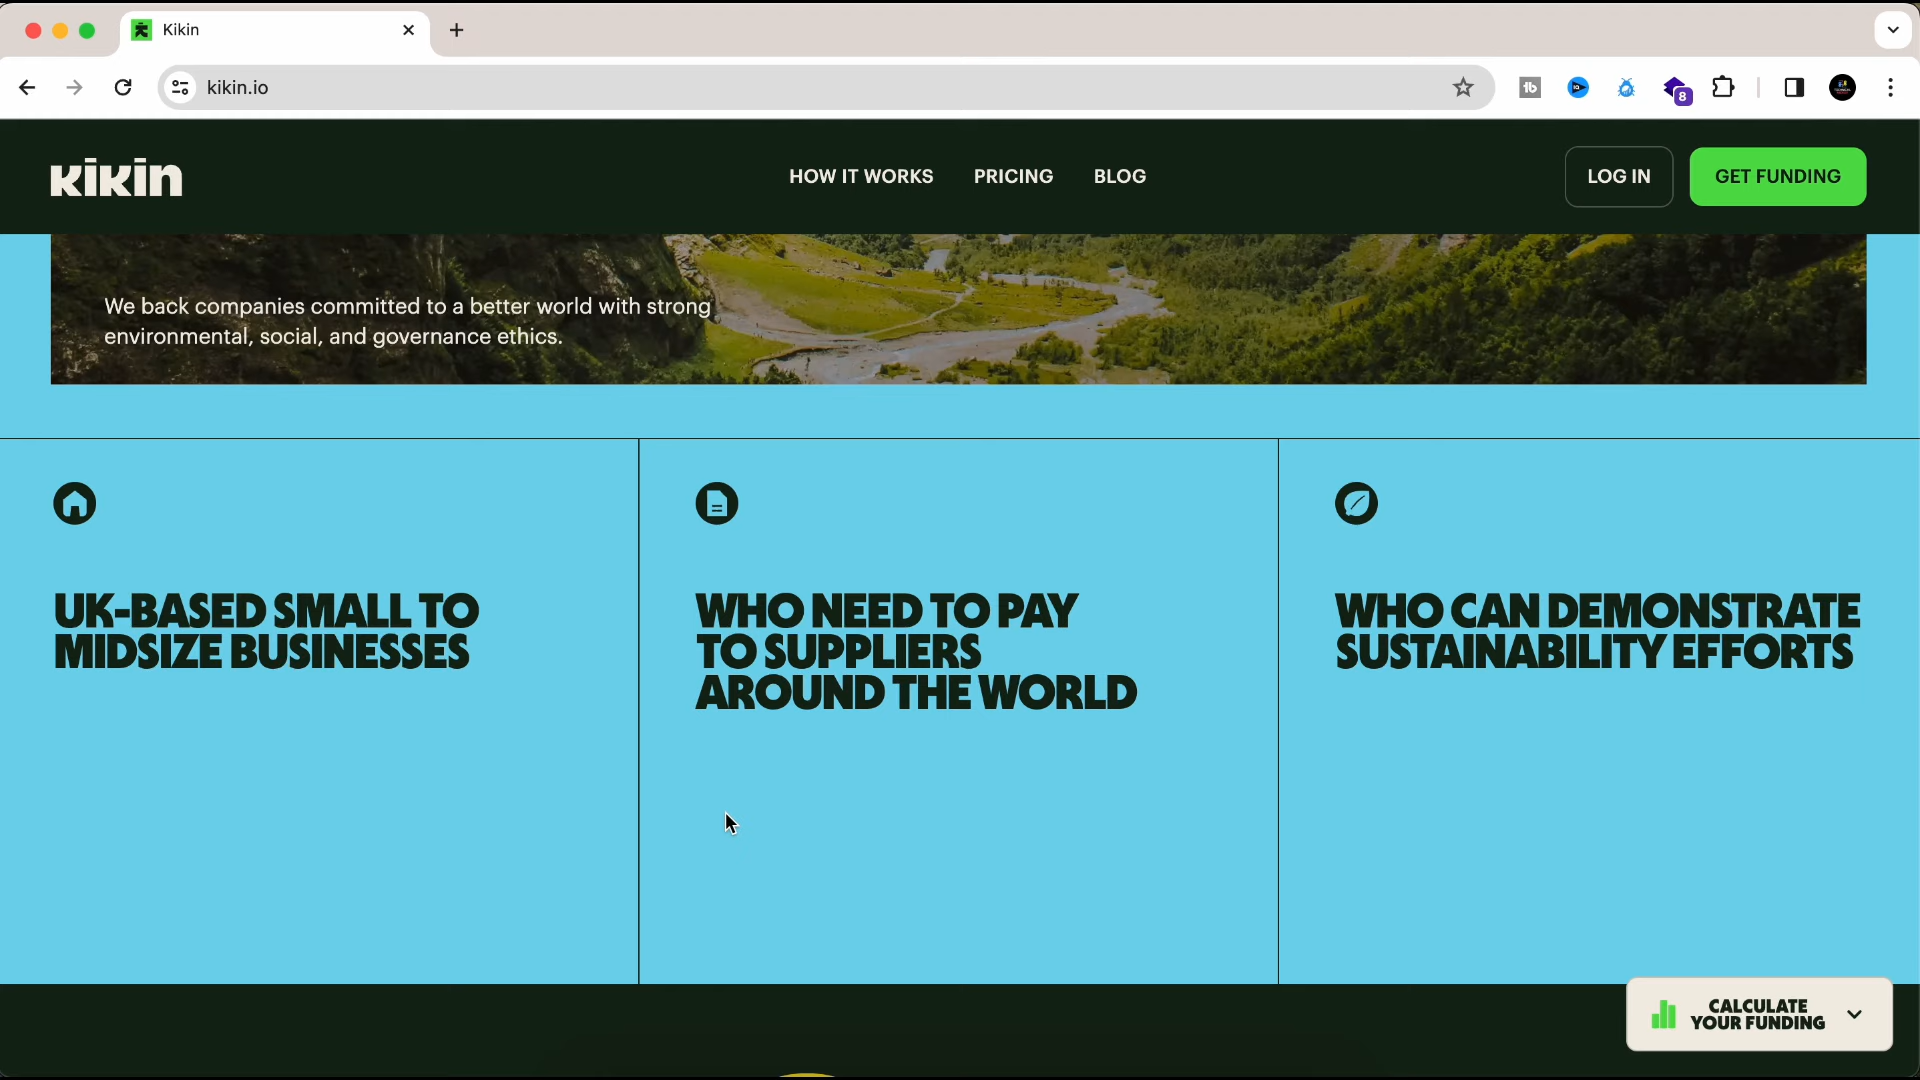 Kikin
kikin.io
8
kikin
HOW IT WORKS
PRICING
BLOG
LOG IN
GET FUNDING
We back companies committed to a better world with strong
environmental, social, and governance ethics.
UK-BASED SMALL TO
MIDSIZE BUSINESSES
WHO NEED TO PAY
TO SUPPLIERS
AROUND THE WORLD
WHO CAN DEMONSTRATE
SUSTAINABILITY EFFORTS
CALCULATE
YOUR FUNDING